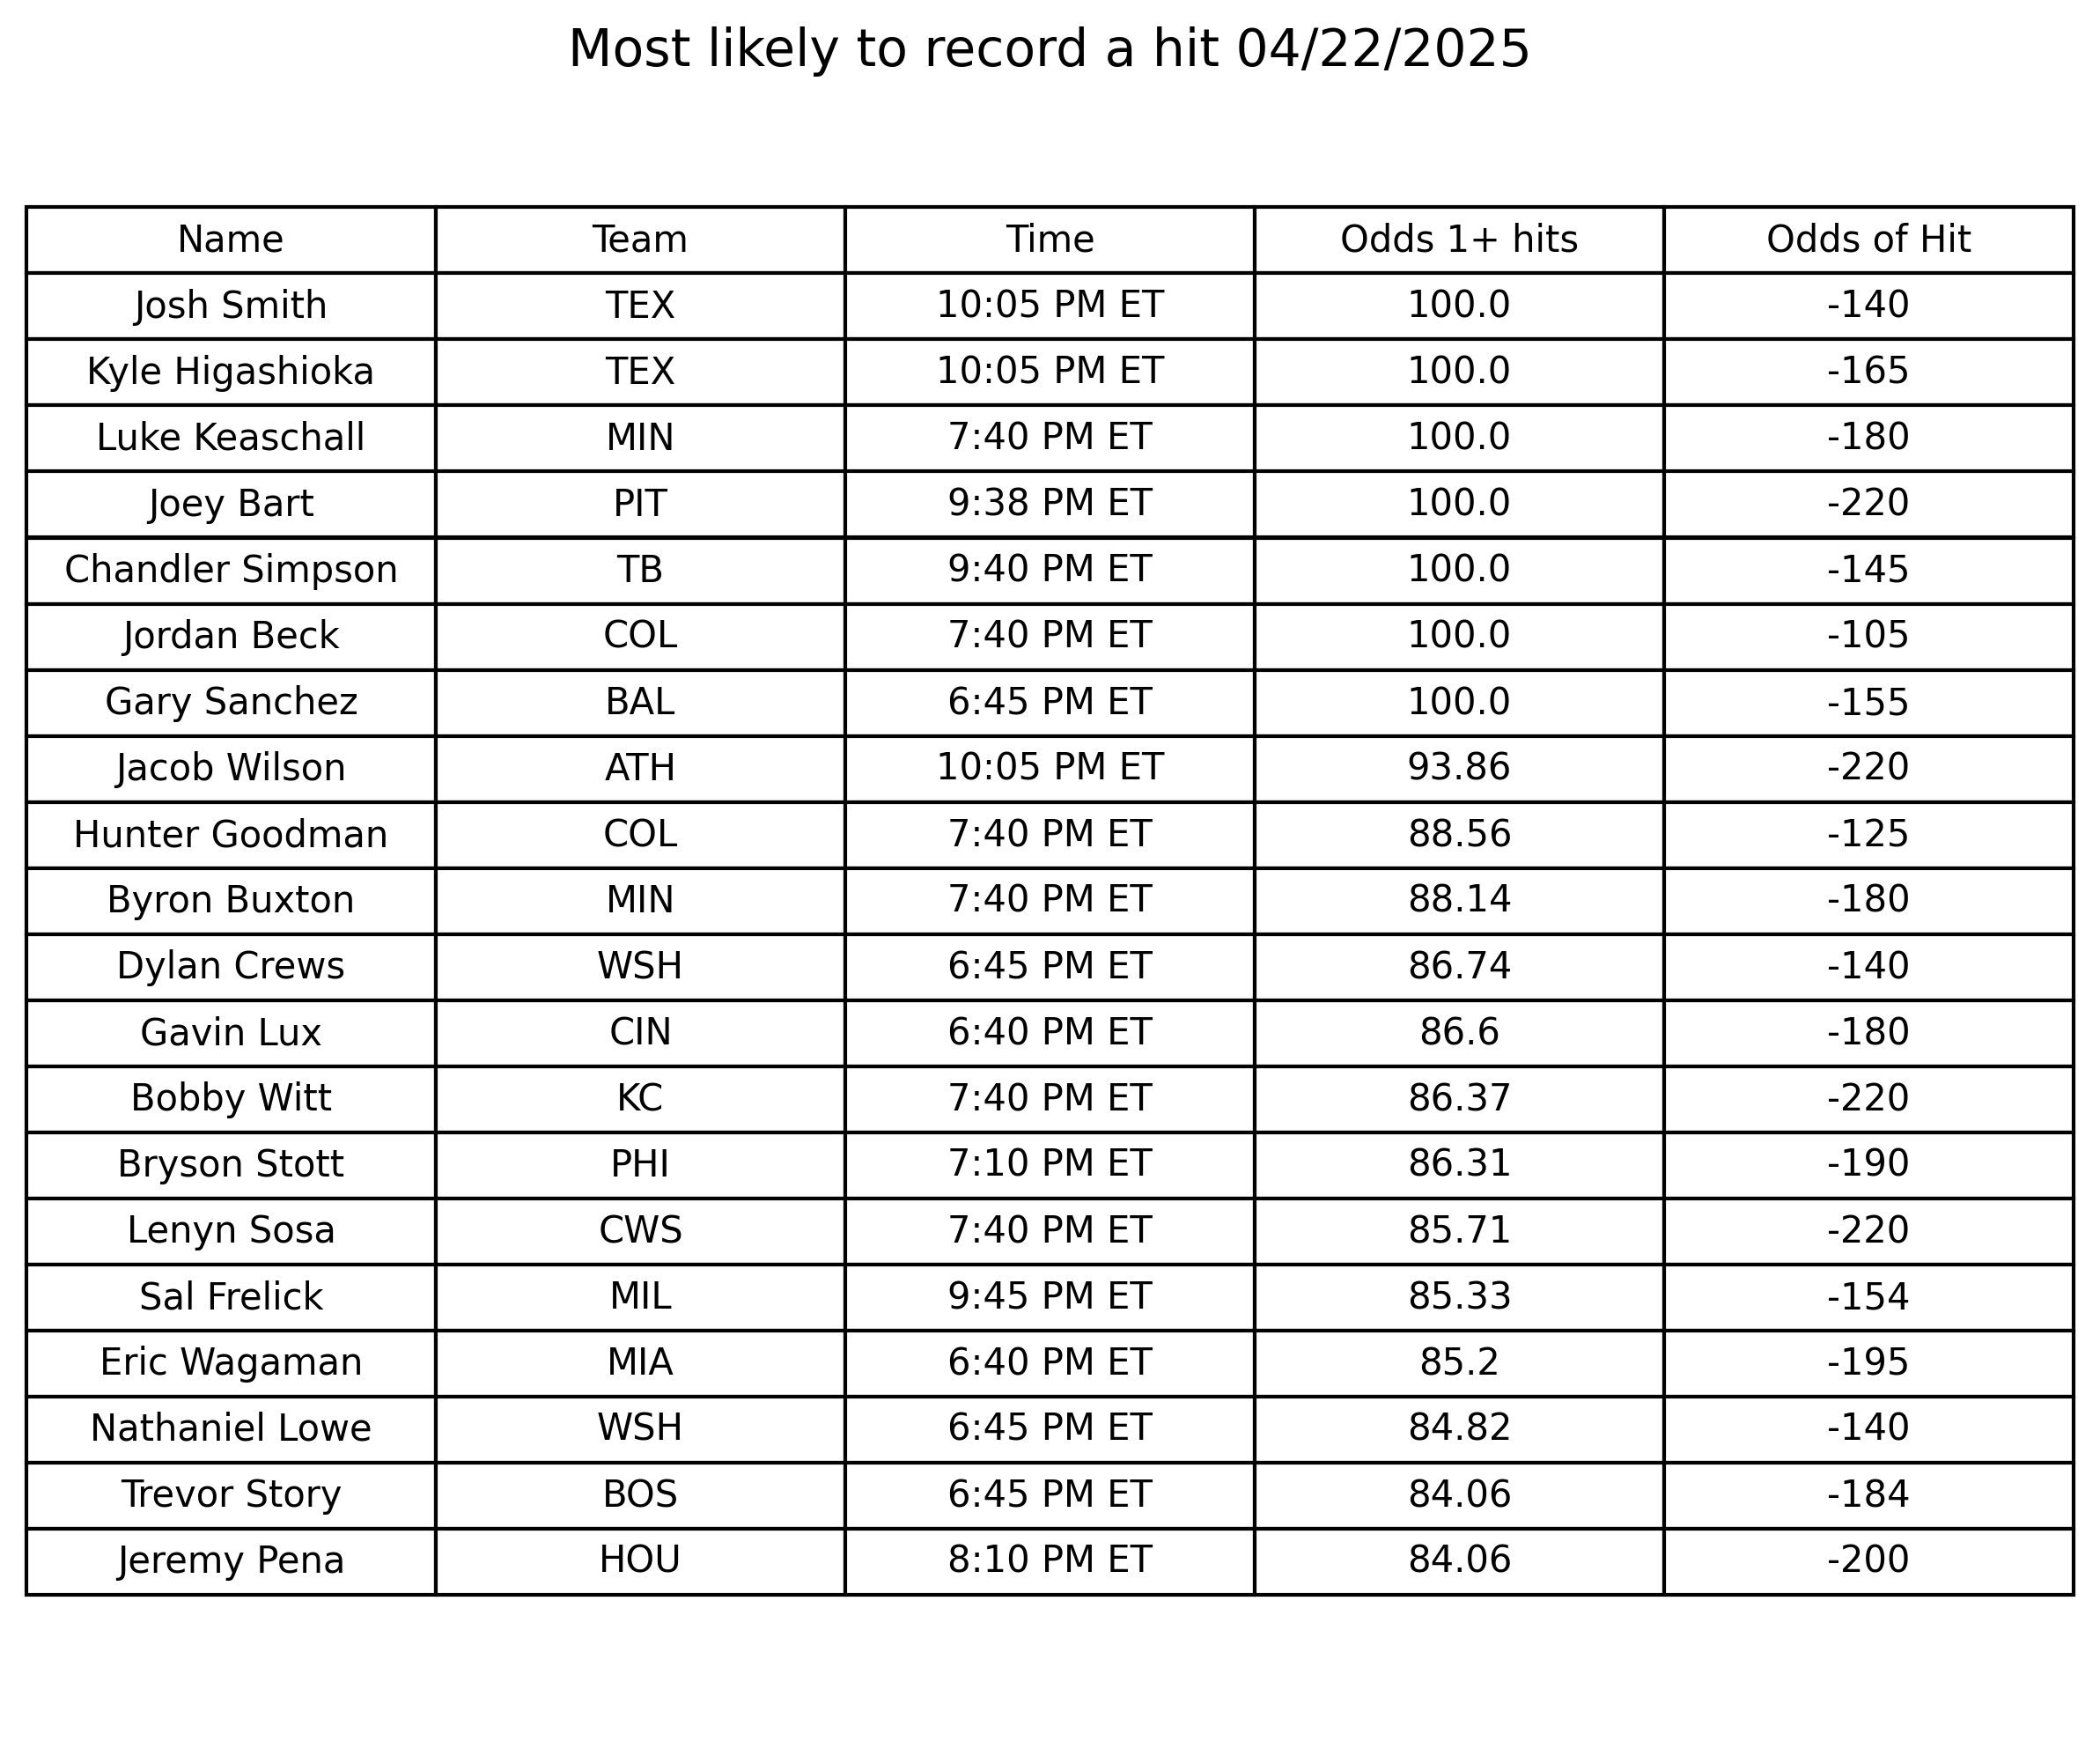 Most likely to record a hit 04/22/2025
Name Team Time Odds 1+ hits Odds of Hit
Josh Smith TEX 10:05 PM ET 100.0 -140
Kyle Higashioka TEX 10:05 PM ET 100.0 -165
Luke Keaschall MIN 7:40 PM ET 100.0 -180
Joey Bart PIT 9:38 PM ET 100.0 -220
Chandler Simpson TB 9:40 PM ET 100.0 -145
Jordan Beck COL 7:40 PM ET 100.0 -105
Gary Sanchez BAL 6:45 PM ET 100.0 -155
Jacob Wilson ATH 10:05 PM ET 93.86 -220
Hunter Goodman COL 7:40 PM ET 88.56 -125
Byron Buxton MIN 7:40 PM ET 88.14 -180
Dylan Crews WSH 6:45 PM ET 86.74 -140
Gavin Lux CIN 6:40 PM ET 86.6 -180
Bobby Witt KC 7:40 PM ET 86.37 -220
Bryson Stott PHI 7:10 PM ET 86.31 -190
Lenyn Sosa CWS 7:40 PM ET 85.71 -220
Sal Frelick MIL 9:45 PM ET 85.33 -154
Eric Wagaman MIA 6:40 PM ET 85.2 -195
Nathaniel Lowe WSH 6:45 PM ET 84.82 -140
Trevor Story BOS 6:45 PM ET 84.06 -184
Jeremy Pena HOU 8:10 PM ET 84.06 -200